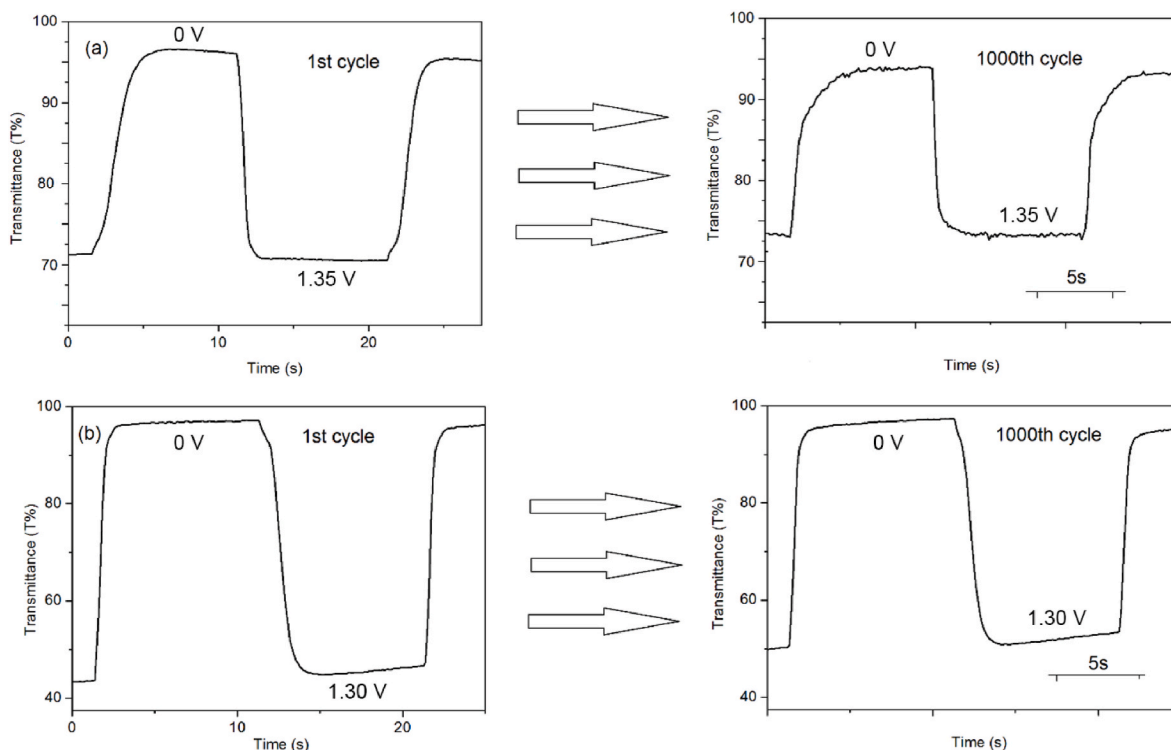 (a)
0 V
1st cycle
1.35 V
Transmittance (T%)
100
90
80
70
0
10
20
Time (s)
0 V
1000th cycle
1.35 V
5s
Transmittance (T%)
100
90
80
70
Time (s)
(b)
0 V
1st cycle
1.30 V
Transmittance (T%)
100
80
60
40
0
10
20
Time (s)
0 V
1000th cycle
1.30 V
5s
Transmittance (T%)
100
80
60
40
Time (s)